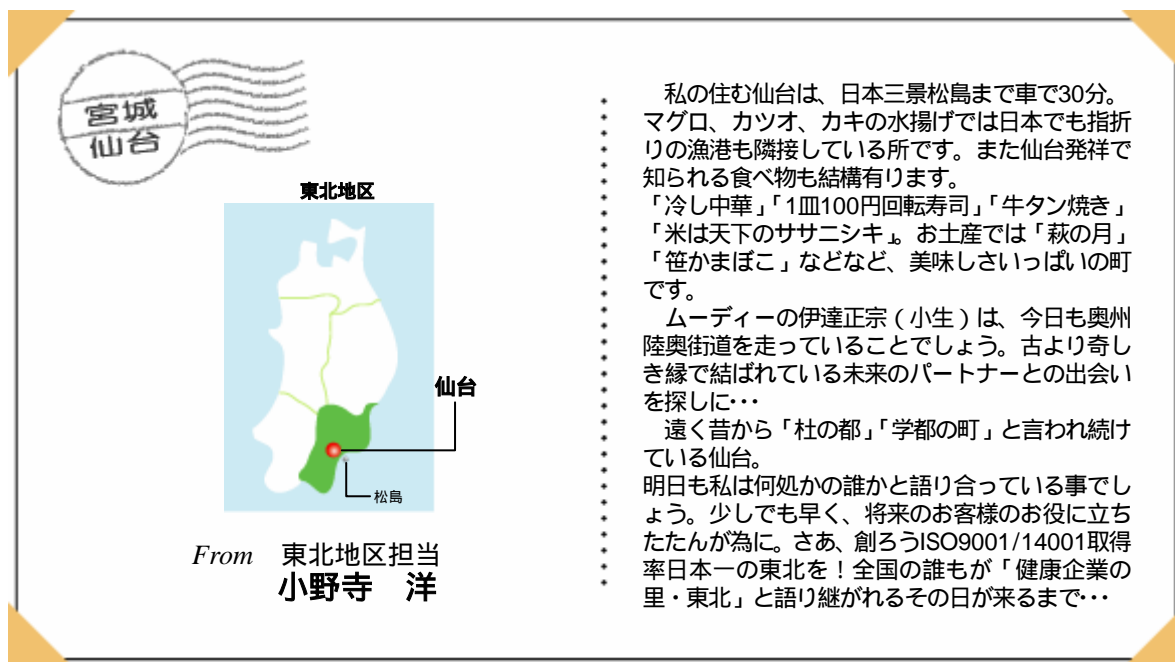 宮城
仙台
東北地区
仙台
松島
From 東北地区担当
小野寺 洋
私の住む仙台は、日本三景松島まで車で30分。
マグロ、カツオ、カキの水揚げでは日本でも指折
りの漁港も隣接している所です。また仙台発祥で
知られる食べ物も結構有ります。
「冷し中華」「1皿100円回転寿司」「牛タン焼き」
「米は天下のササニシキ」。お土産では「萩の月」
「笹かまぼこ」などなど、美味しさいっぱいの町
です。
ムーディーの伊達正宗(小生)は、今日も奥州
陸奥街道を走っていることでしょう。古より奇し
き縁で結ばれている未来のパートナーとの出会い
を探しに・・・
遠く昔から「杜の都」「学都の町」と言われ続け
ている仙台。
明日も私は何処かの誰かと語り合っている事でし
ょう。少しでも早く、将来のお客様のお役に立ち
たたんが為に。さあ、創ろうISO9001/14001取得
率日本一の東北を!全国の誰もが「健康企業の
里・東北」と語り継がれるその日が来るまで・・・